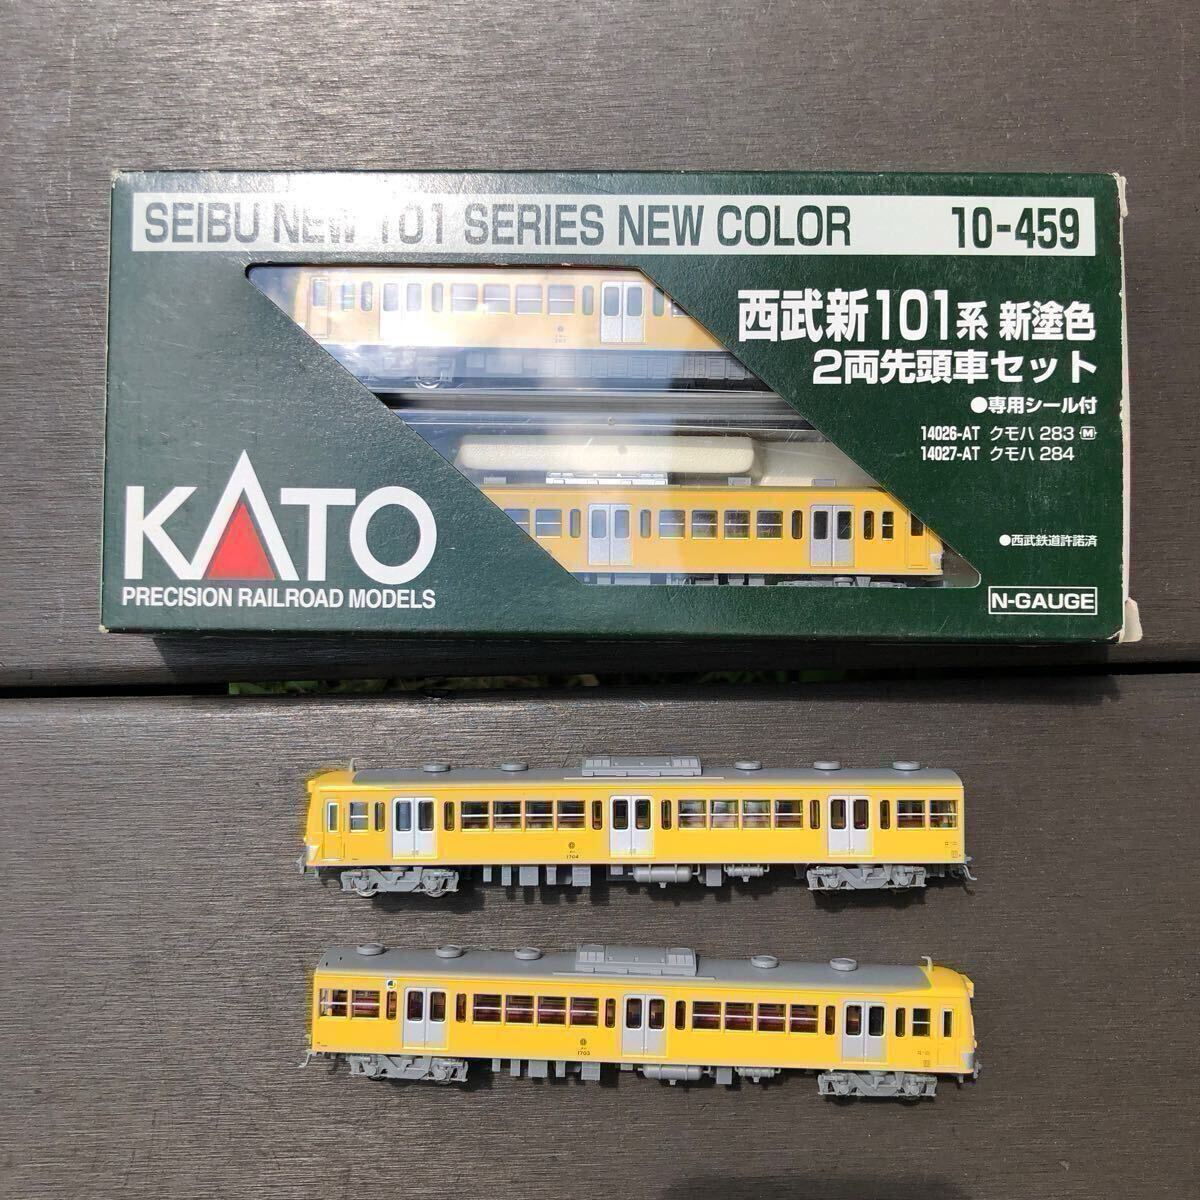 SEIBU NEW 101 SERIES NEW COLOR 10-459
西武新101系 新塗色
2両先頭車セット
●専用シール付
14026-AT クモハ 283 M
14027-AT クモハ 284
KATO
PRECISION RAILROAD MODELS
●西武鉄道許諾済
N-GAUGE
1704
1703